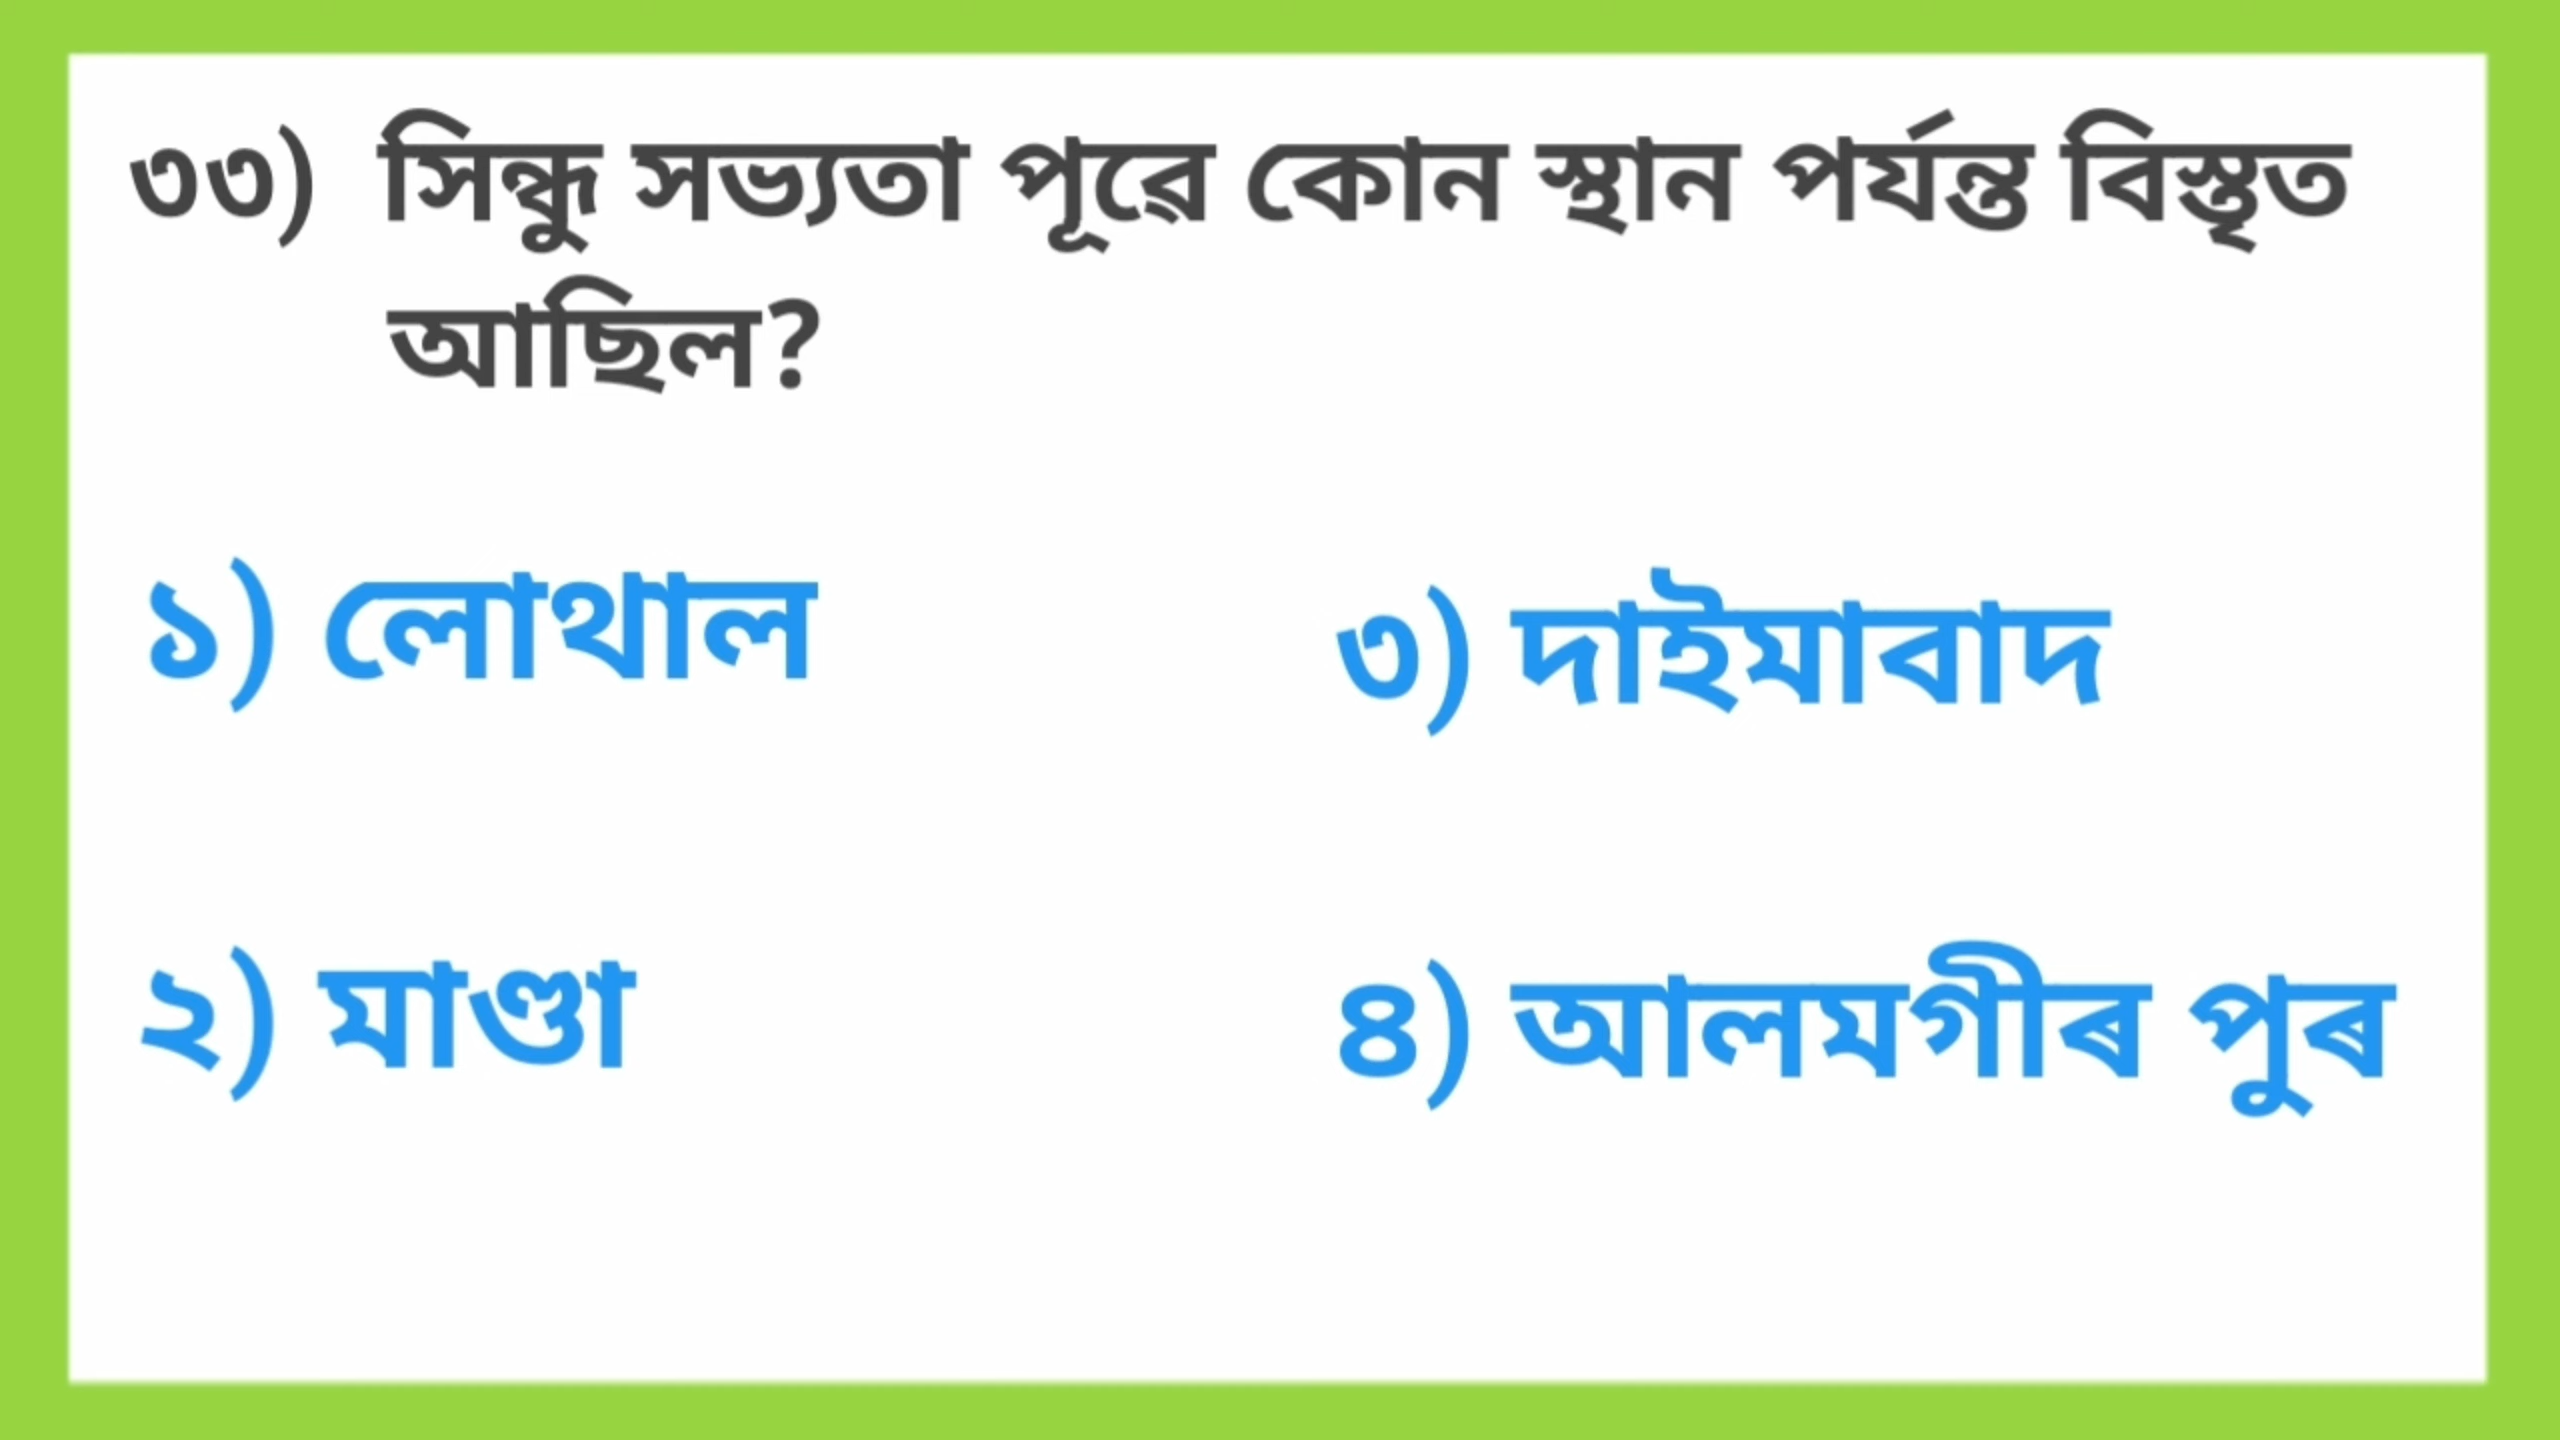 ৩৩) সিন্ধু সভ্যতা পূৱে কোন স্থান পৰ্যন্ত বিস্তৃত
আছিল?
১) লোথাল
৩) দাইমাবাদ
২) মাণ্ডা
৪) আলমগীৰ পুৰ